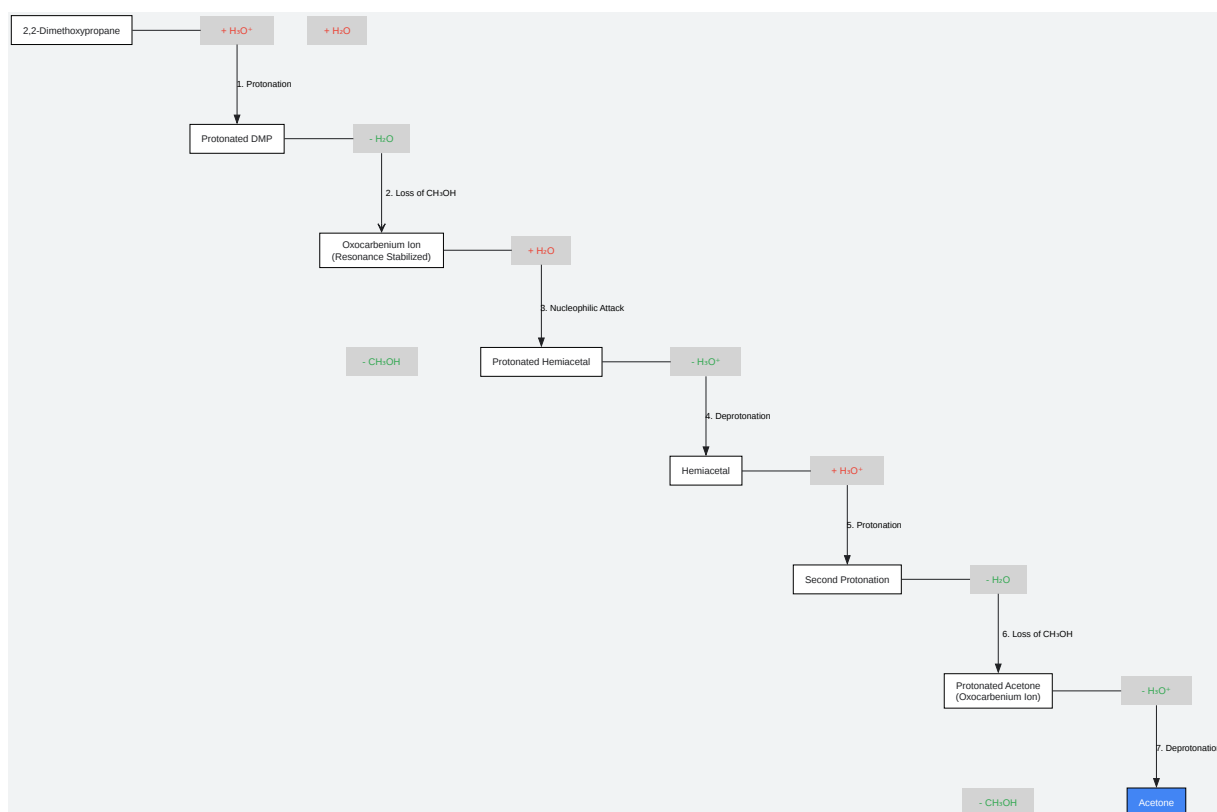 2,2-Dimethoxypropane
+ H₃O⁺
+ H₂O
1. Protonation
Protonated DMP
- H₂O
2. Loss of CH₃OH
Oxocarbenium Ion
(Resonance Stabilized)
+ H₂O
3. Nucleophilic Attack
- CH₃OH
Protonated Hemiacetal
- H₃O⁺
4. Deprotonation
Hemiacetal
+ H₃O⁺
5. Protonation
Second Protonation
- H₂O
6. Loss of CH₃OH
Protonated Acetone
(Oxocarbenium Ion)
- H₃O⁺
7. Deprotonatio
- CH₃OH
Acetone